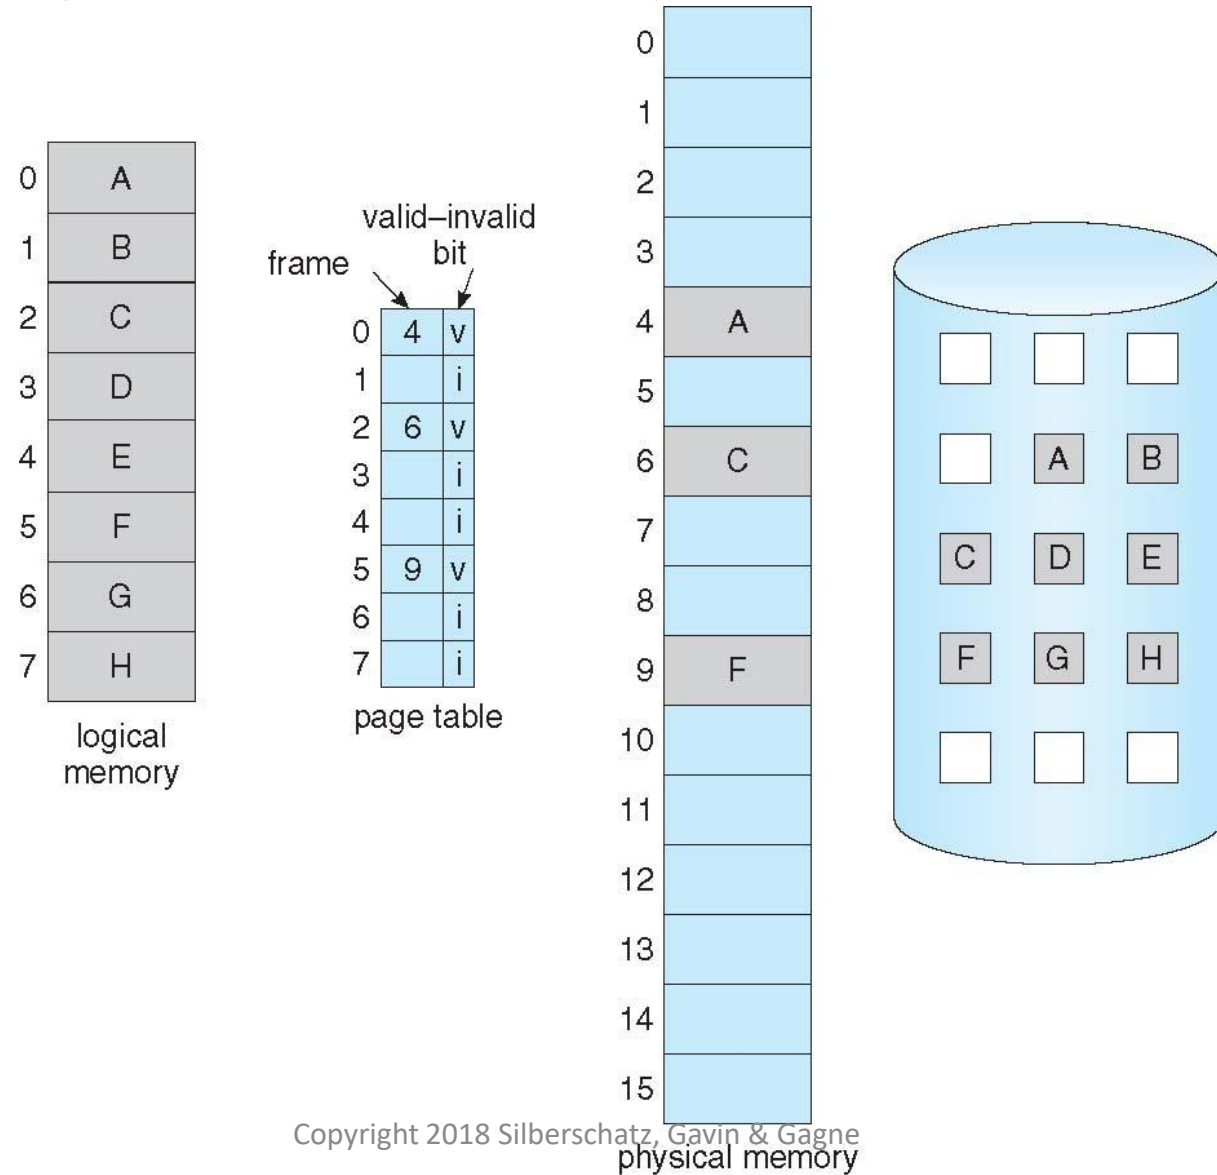 0 A
1 B
2 C
3 D
4 E
5 F
6 G
7 H
logical
memory
valid–invalid
bit
frame
0 4 v
1 i
2 6 v
3 i
4 i
5 9 v
6 i
7 i
page table
0
1
2
3
4 A
5
6 C
7
8
9 F
10
11
12
13
14
15
physical memory
A B
C D E
F G H
Copyright 2018 Silberschatz, Gavin & Gagne